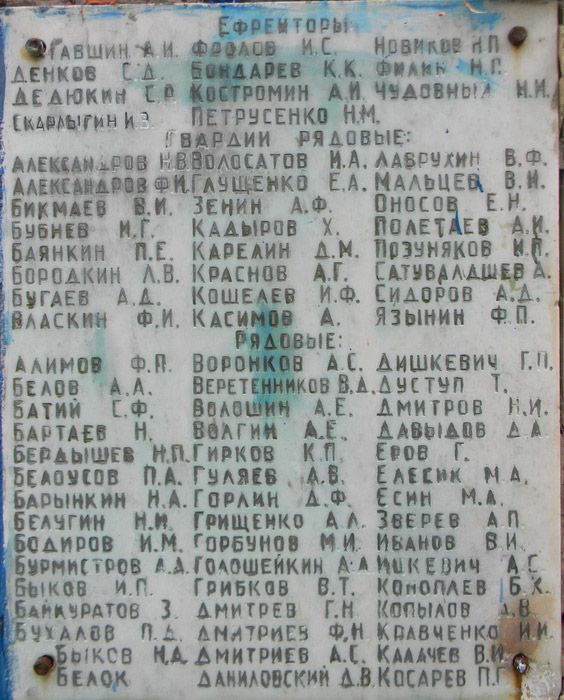 Ефрейторы
Гавшин А.И. Фролов И.С. Новиков Н.П
Денков С.Д. Бондарев К.К. Филин Н.Г.
Дедюкин С.Р Костромин А.И. Чудовный Н.И.
Скарлыгин И.З. Петрусенко Н.М.
Гвардии рядовые:
Александров Н.В Волосатов И.А. Лаврухин В.Ф.
Александров Ф.И. Глущенко Е.А. Мальцев В.И.
Бикмаев В.И. Зенин А.Ф. Оносов Е.Н.
Бубнев И.Г. Кадыров Х. Полетаев А.И.
Баянкин П.Е. Карелин Д.М. Позуняков И.П.
Бородкин Л.В. Краснов А.Г. Сатувалдшев А.
Бугаев А.Д. Кошелев И.Ф. Сидоров А.Д.
Власкин Ф.И. Касимов А. Язынин Ф.П.
Рядовые:
Алимов Ф.П. Воронков А.С. Дишкевич Г.П.
Белов А.А. Веретенников В.Д. Дуступ Т.
Батий С.Ф. Волошин А.Е. Дмитров Н.И.
Бартаев Н. Волгин А.Е. Давыдов Д.А.
Бердышев Н.П. Гирков К.П. Еров Г.
Белоусов П.А. Гуляев А.В. Елесик М.А.
Барынкин Н.А. Горлин Д.Ф. Есин М.А.
Белугин Н.И. Грищенко А.Л. Зверев А.П.
Бодиров И.М. Горбунов М.И. Иванов В.И.
Бурмистров А.А. Голошейкин А.А Ишкевич А.С.
Быков И.П. Грибков В.Т. Коноплев Б.К.
Байкуратов З. Дмитрев Г.Н. Копылов Д.В.
Бухалов П.Д. Дмитриев Ф.Н. Кравченко И.И.
Быков Н.Д. Дмитриев А.С. Калачев В.И.
Белок Даниловский Д.В. Косарев П.Г.